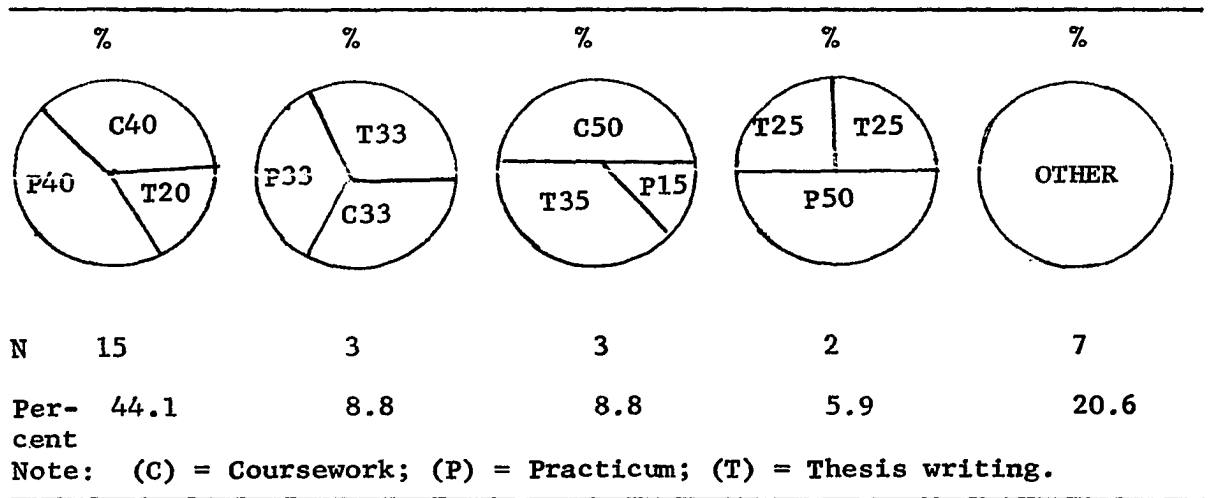 % % % % %
C40 T33 C50 T25 T25 OTHER
P40 T20 P33 C33 T35 P15 P50
N 15 3 3 2 7
Per- 44.1 8.8 8.8 5.9 20.6
cent
Note: (C) = Coursework; (P) = Practicum; (T) = Thesis writing.